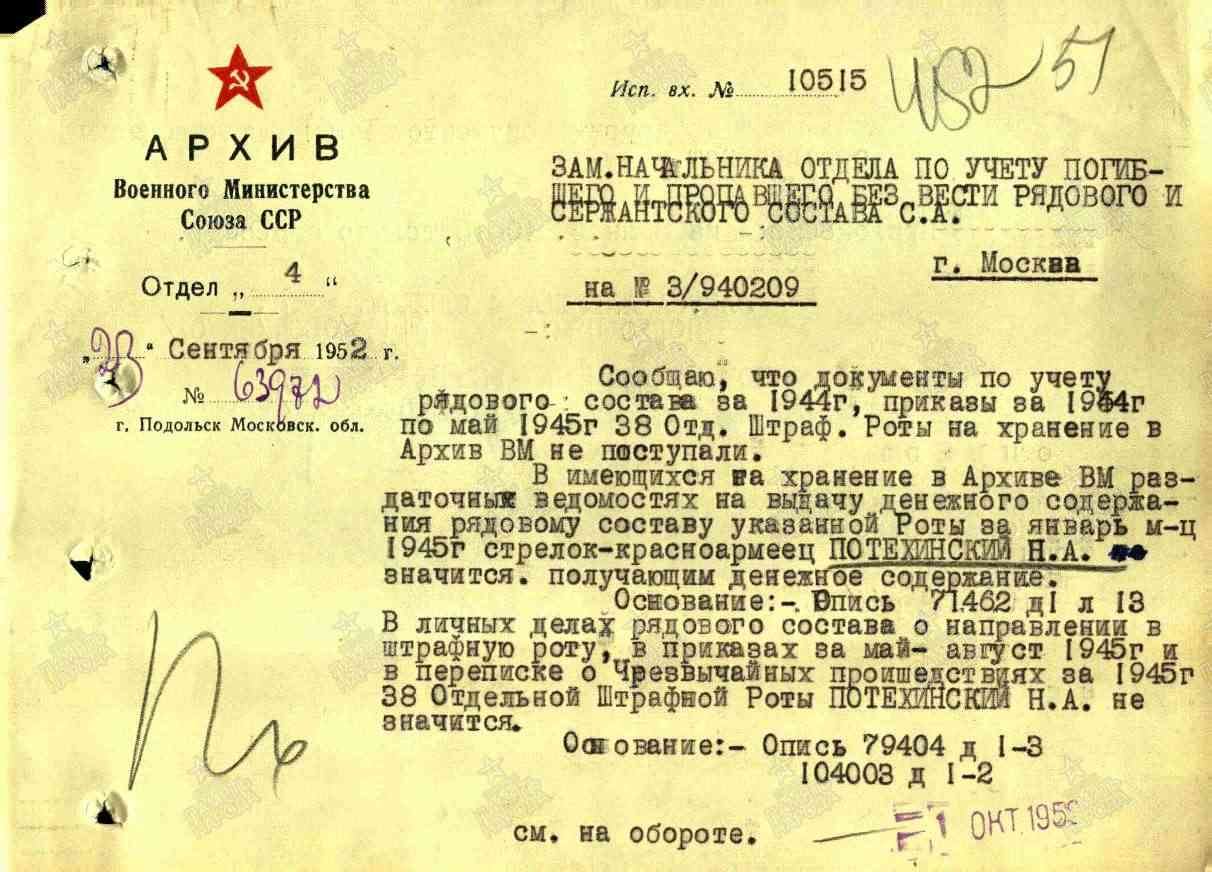 Исп. вх. № 10515
51
АРХИВ
Военного Министерства
Союза ССР
Отдел „ 4 “
„23“ Сентября 1952 г.
№ 63972
г. Подольск Московск. обл.
ЗАМ.НАЧАЛЬНИКА ОТДЕЛА ПО УЧЕТУ ПОГИБ-
ШЕГО И ПРОПАВШЕГО БЕЗ ВЕСТИ РЯДОВОГО И
СЕРЖАНТСКОГО СОСТАВА С.А.
г. Москва
на № 3/940209
Сообщаю, что документы по учету
рядового состава за 1944г, приказы за 1944г
по май 1945г 38 Отд. Штраф. Роты на хранение в
Архив ВМ не поступали.
В имеющихся на хранение в Архиве ВМ раз-
даточных ведомостях на выдачу денежного содержа-
ния рядовому составу указанной Роты за январь м-ц
1945г стрелок-красноармеец ПОТЕХИНСКИЙ Н.А.
значится. получающим денежное содержание.
Основание:-. Опись 71462 д1 л 13
В личных делах рядового состава о направлении в
штрафную роту, в приказах за май- август 1945г и
в переписке о Чрезвычайных проишедствиях за 1945г
38 Отдельной Штрафной Роты ПОТЕХИНСКИЙ Н.А. не
значится.
Основание:- Опись 79404 д 1-3
104003 д 1-2
см. на обороте.
ОКТ 195